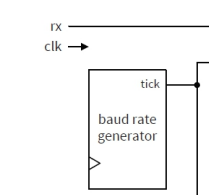 rx
clk
tick
baud rate
generator